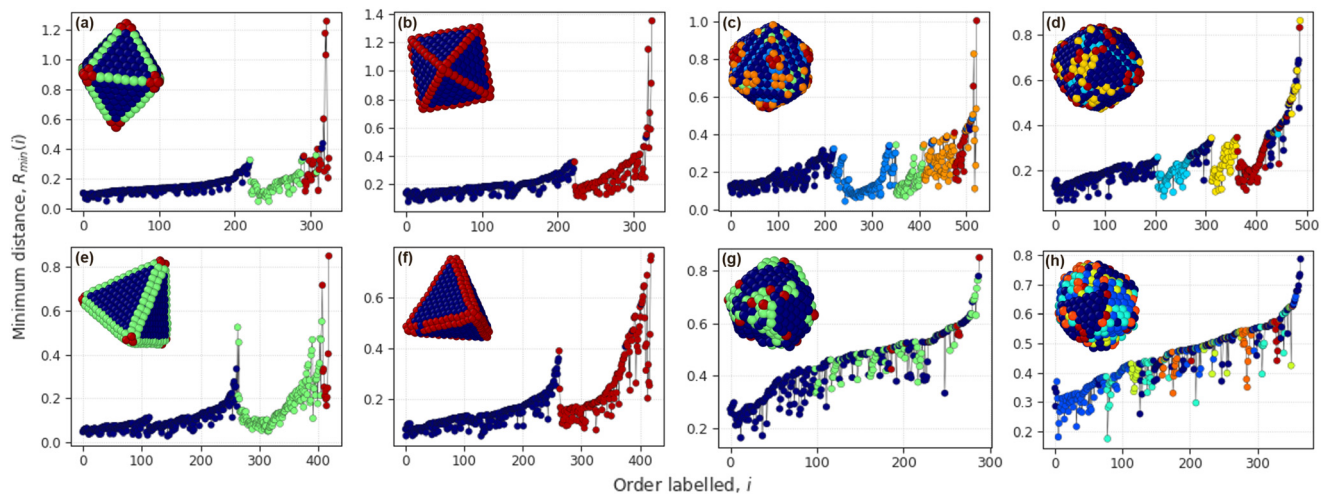 (a) (b) (c) (d)
1.2 1.0 0.8 0.6 0.4 0.2 0.0
0 100 200 300
1.4 1.2 1.0 0.8 0.6 0.4 0.2
0 100 200 300
1.0 0.8 0.6 0.4 0.2 0.0
0 100 200 300 400 500
0.8 0.6 0.4 0.2
0 100 200 300 400 500
Minimum distance, R_min(i)
(e) (f) (g) (h)
0.8 0.6 0.4 0.2 0.0
0 100 200 300 400
0.6 0.4 0.2
0 100 200 300 400
0.8 0.6 0.4 0.2
0 100 200 300
0.8 0.7 0.6 0.5 0.4 0.3 0.2
0 100 200 300
Order labelled, i